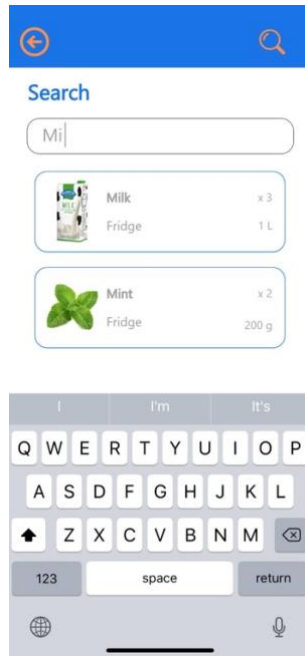 Search
Mi
Milk x 3
Fridge 1 L
Mint x 2
Fridge 200 g
I I'm It's
Q W E R T Y U I O P
A S D F G H J K L
Z X C V B N M
123 space return